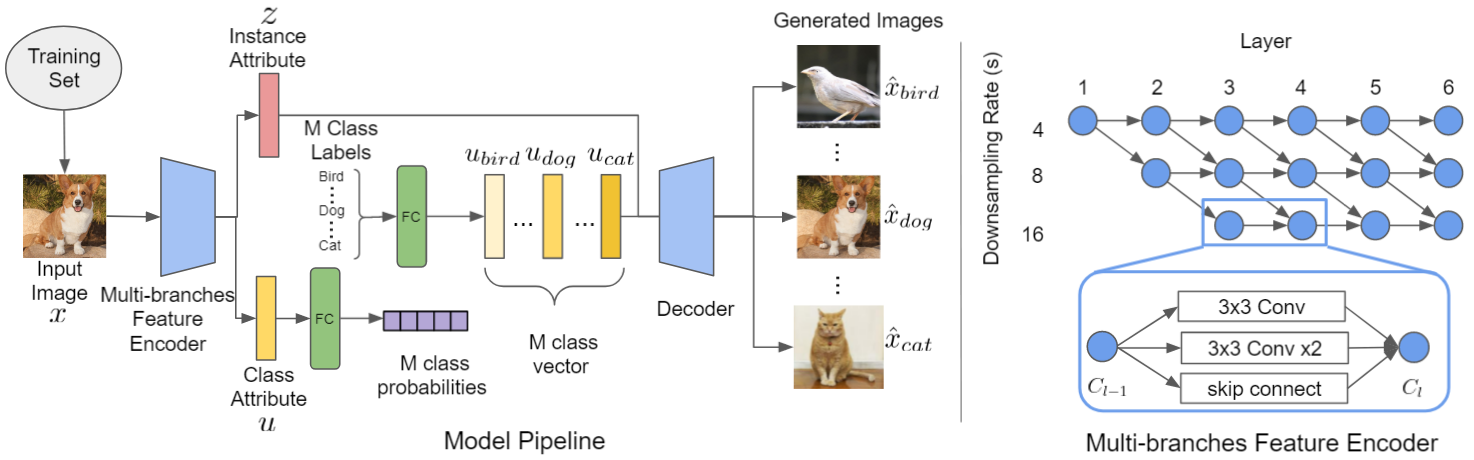 Training
Set
Input
Image
x
Multi-branches
Feature
Encoder
z
Instance
Attribute
M Class
Labels
Bird
Dog
Cat
FC
u_{bird} u_{dog} u_{cat}
... ...
M class
vector
FC
Class
Attribute
u
M class
probabilities
Decoder
Generated Images
\hat{x}_{bird}
\hat{x}_{dog}
\hat{x}_{cat}
Model Pipeline
Layer
1 2 3 4 5 6
Downsampling Rate (s)
4
8
16
3x3 Conv
3x3 Conv x2
skip connect
C_{l-1}
C_l
Multi-branches Feature Encoder